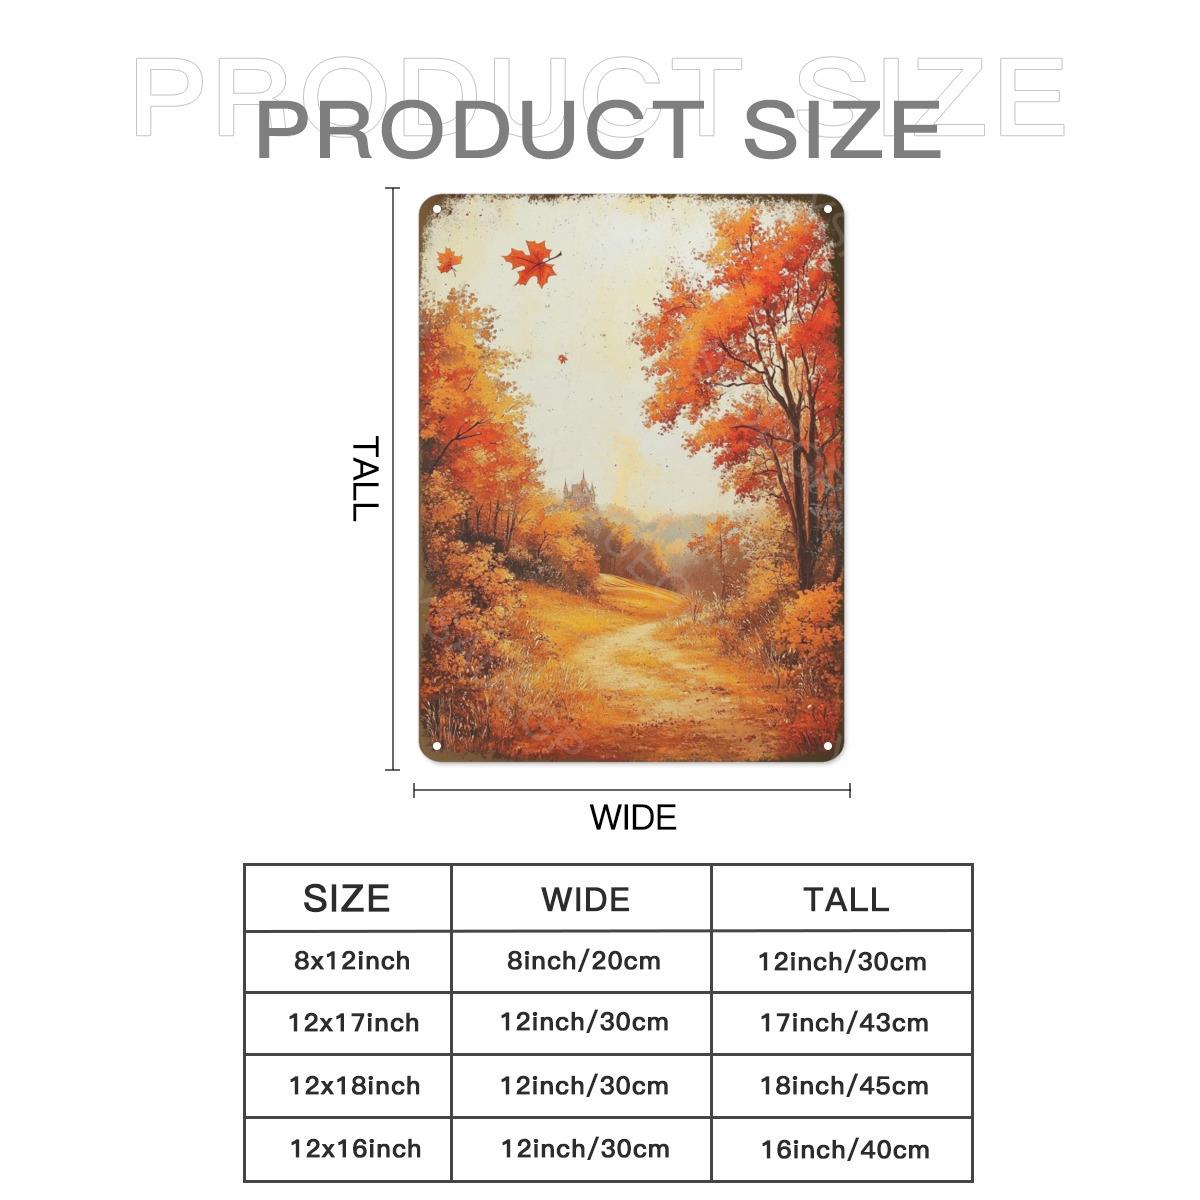 PRODUCT SIZE
PRODUCT SIZE
TALL
WIDE
SIZE WIDE TALL
8x12inch 8inch/20cm 12inch/30cm
12x17inch 12inch/30cm 17inch/43cm
12x18inch 12inch/30cm 18inch/45cm
12x16inch 12inch/30cm 16inch/40cm